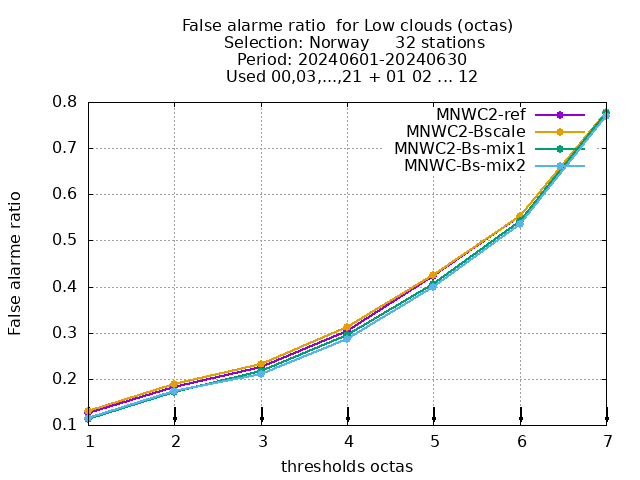 False alarme ratio  for Low clouds (octas)
Selection: Norway     32 stations
Period: 20240601-20240630
Used 00,03,...,21 + 01 02 ... 12
MNWC2-ref
MNWC2-Bscale
MNWC2-Bs-mix1
MNWC-Bs-mix2
False alarme ratio
0.8
0.7
0.6
0.5
0.4
0.3
0.2
0.1
1 2 3 4 5 6 7
thresholds octas